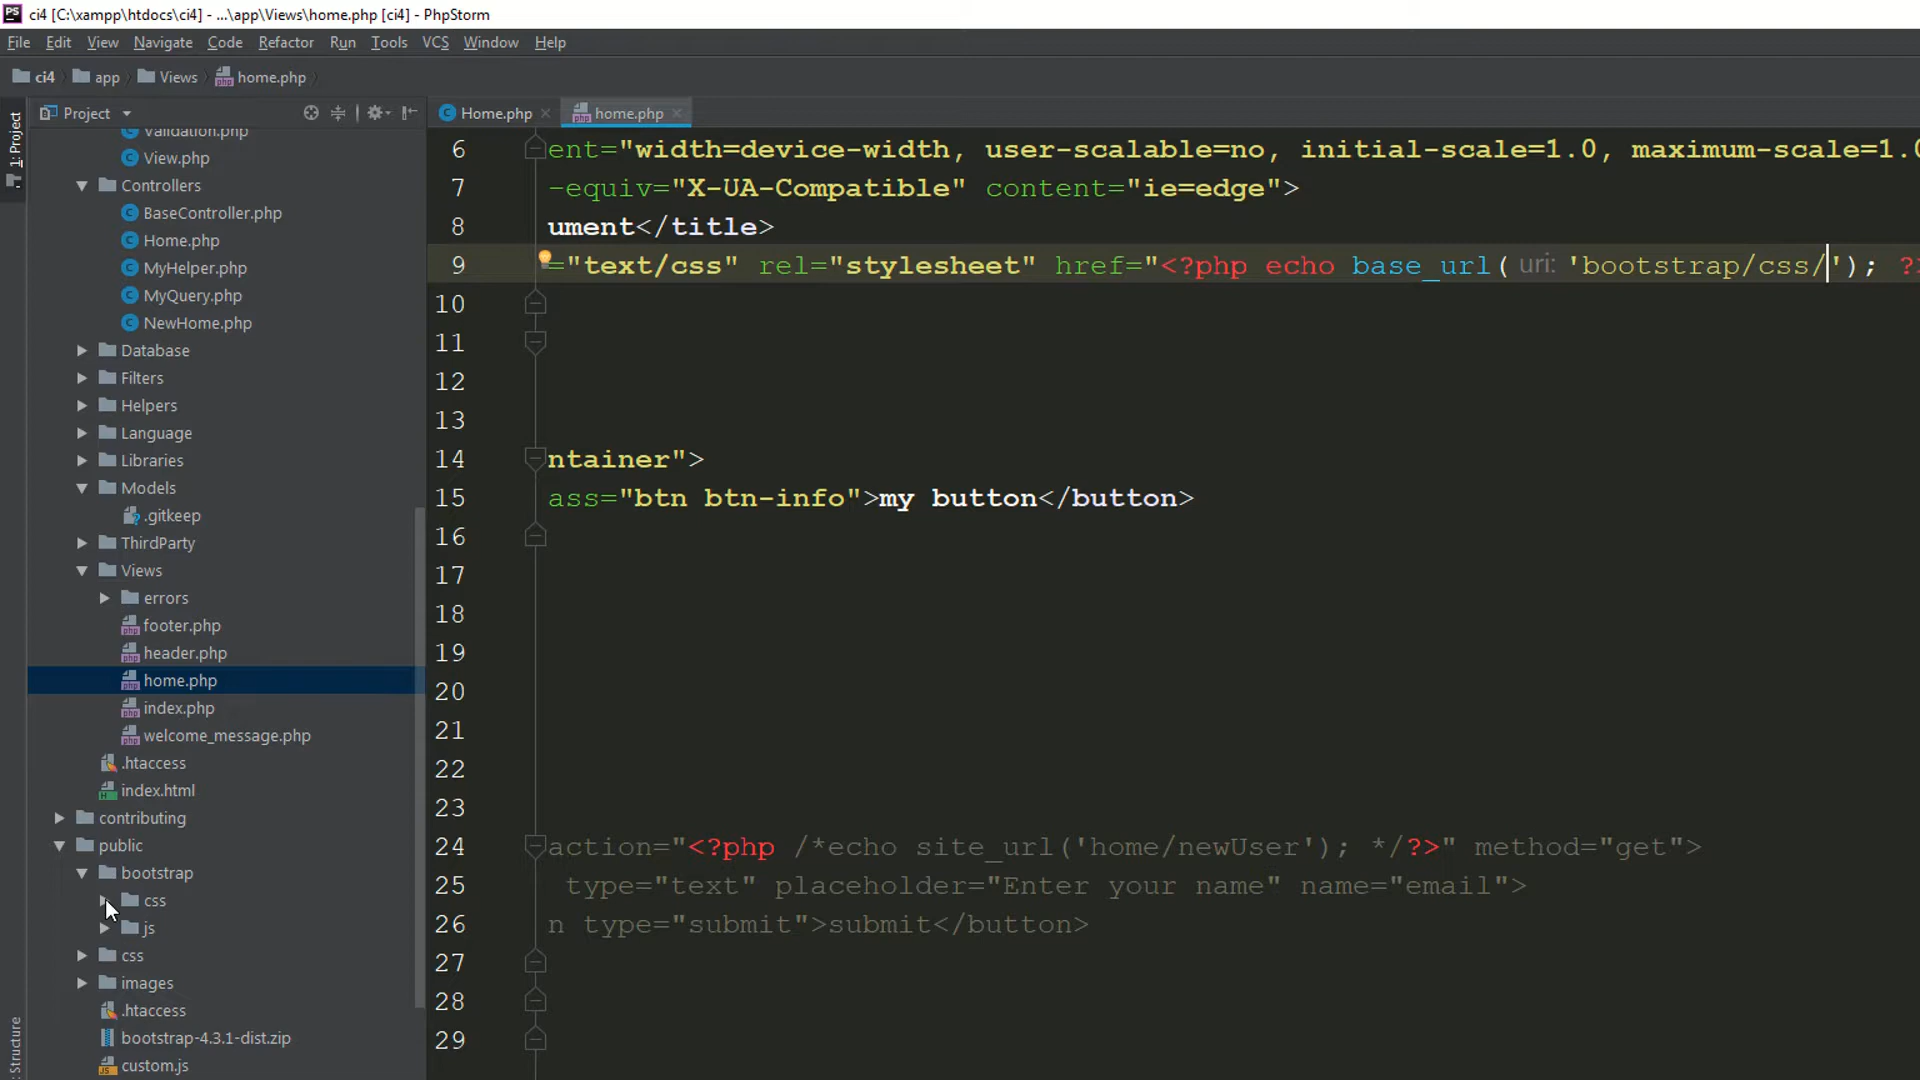 PS ci4 [C:\xampp\htdocs\ci4] - ...\app\Views\home.php [ci4] - PhpStorm
File Edit View Navigate Code Refactor Run Tools VCS Window Help
ci4 app Views home.php
Project
Home.php home.php
1: Project
Validation.php
View.php
Controllers
BaseController.php
Home.php
MyHelper.php
MyQuery.php
NewHome.php
Database
Filters
Helpers
Language
Libraries
Models
.gitkeep
ThirdParty
Views
errors
footer.php
header.php
home.php
index.php
welcome_message.php
.htaccess
index.html
contributing
public
bootstrap
css
js
css
images
.htaccess
bootstrap-4.3.1-dist.zip
custom.js
Structure
6 ent="width=device-width, user-scalable=no, initial-scale=1.0, maximum-scale=1.0
7 -equiv="X-UA-Compatible" content="ie=edge">
8 ument</title>
9 ="text/css" rel="stylesheet" href="<?php echo base_url( uri: 'bootstrap/css/'); ?>
10
11
12
13
14 ntainer">
15 ass="btn btn-info">my button</button>
16
17
18
19
20
21
22
23
24 action="<?php /*echo site_url('home/newUser'); */?>" method="get">
25 type="text" placeholder="Enter your name" name="email">
26 n type="submit">submit</button>
27
28
29